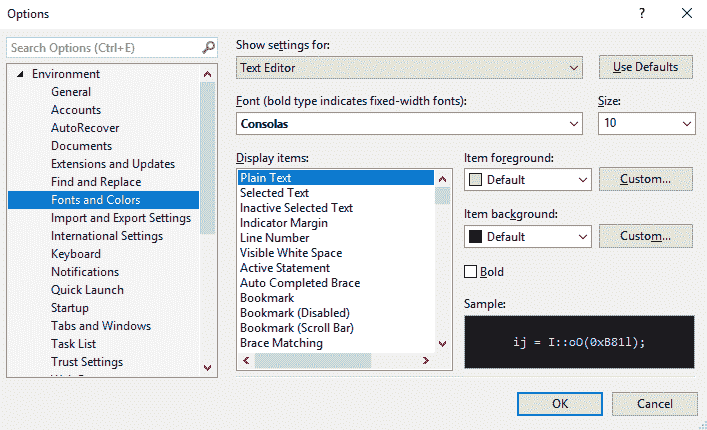 Options
?
Search Options (Ctrl+E)
Environment
General
Accounts
AutoRecover
Documents
Extensions and Updates
Find and Replace
Fonts and Colors
Import and Export Settings
International Settings
Keyboard
Notifications
Quick Launch
Startup
Tabs and Windows
Task List
Trust Settings
Show settings for:
Text Editor
Use Defaults
Font (bold type indicates fixed-width fonts):
Size:
Consolas
10
Display items:
Plain Text
Selected Text
Inactive Selected Text
Indicator Margin
Line Number
Visible White Space
Active Statement
Auto Completed Brace
Bookmark
Bookmark (Disabled)
Bookmark (Scroll Bar)
Brace Matching
Item foreground:
Default
Custom...
Item background:
Default
Custom...
Bold
Sample:
ij = I::oO(0xB81l);
OK
Cancel